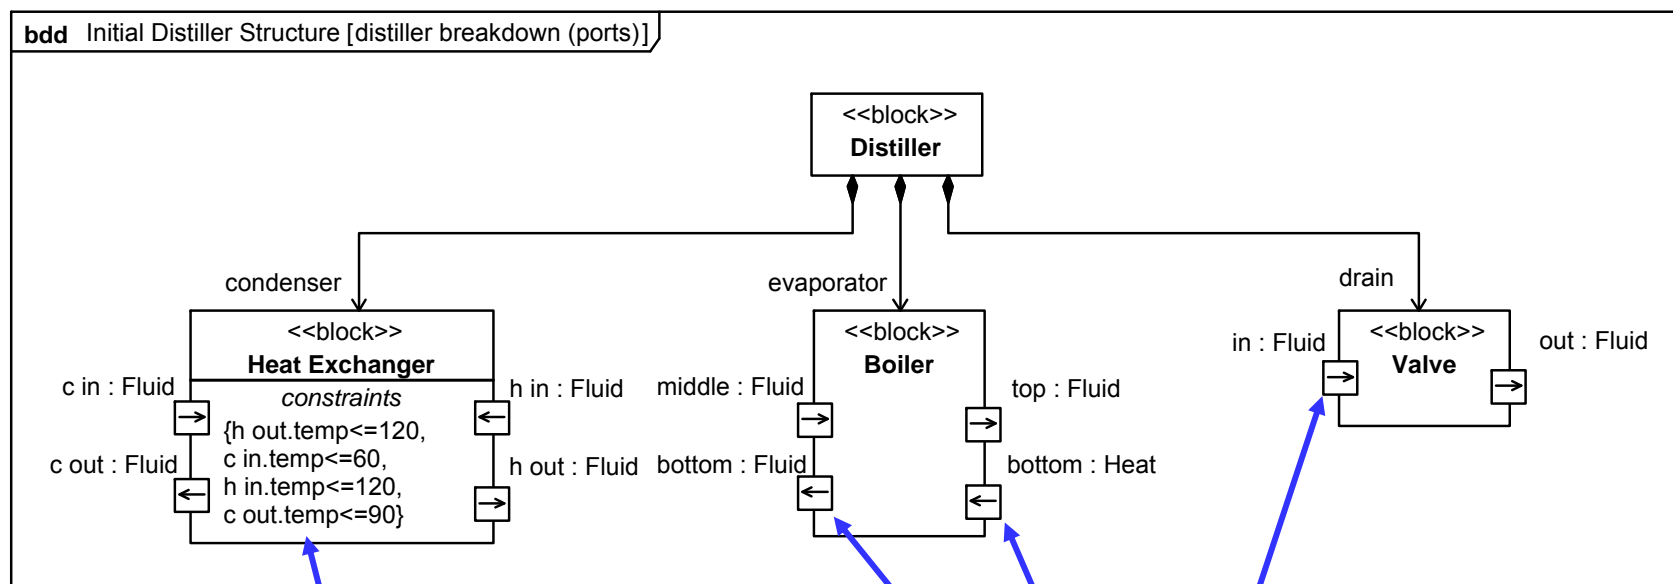 bdd Initial Distiller Structure [distiller breakdown (ports)]
<<block>>
Distiller
condenser
evaporator
drain
<<block>>
Heat Exchanger
constraints
{h out.temp<=120,
c in.temp<=60,
h in.temp<=120,
c out.temp<=90}
c in : Fluid
c out : Fluid
h in : Fluid
h out : Fluid
<<block>>
Boiler
middle : Fluid
bottom : Fluid
top : Fluid
bottom : Heat
<<block>>
Valve
in : Fluid
out : Fluid